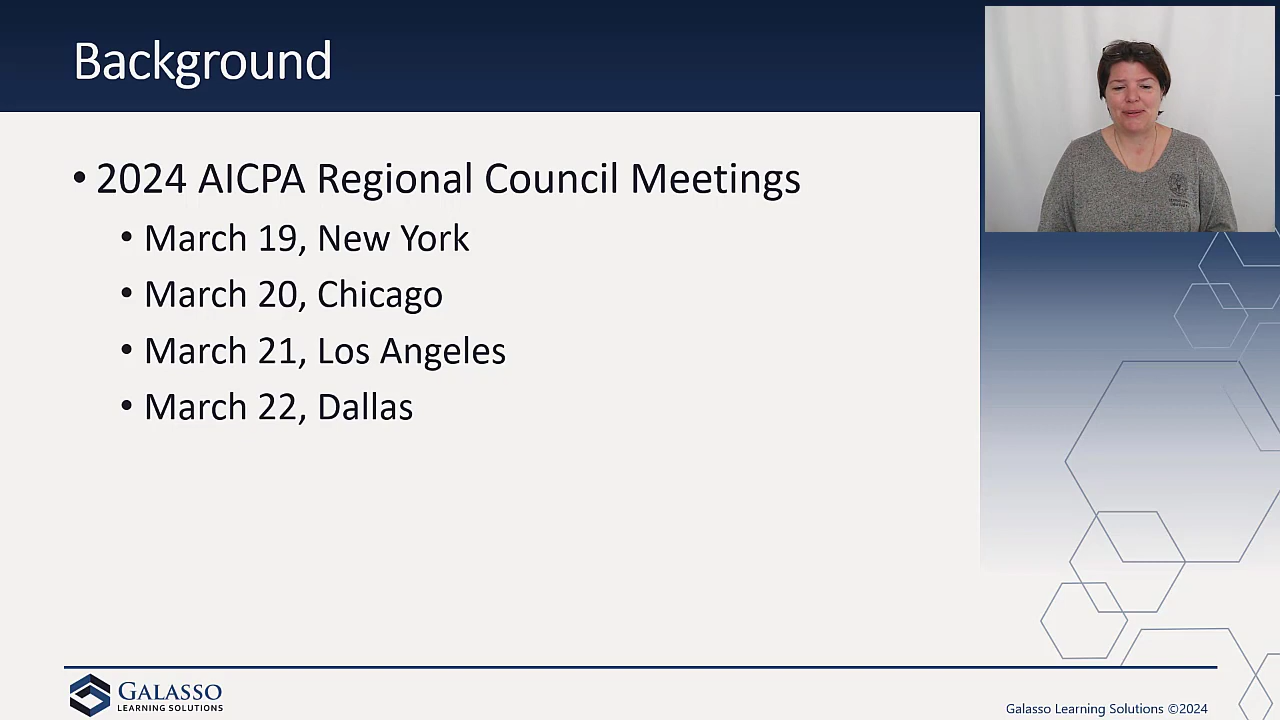 Background
• 2024 AICPA Regional Council Meetings
• March 19, New York
• March 20, Chicago
• March 21, Los Angeles
• March 22, Dallas
GALASSO
LEARNING SOLUTIONS
Galasso Learning Solutions ©2024